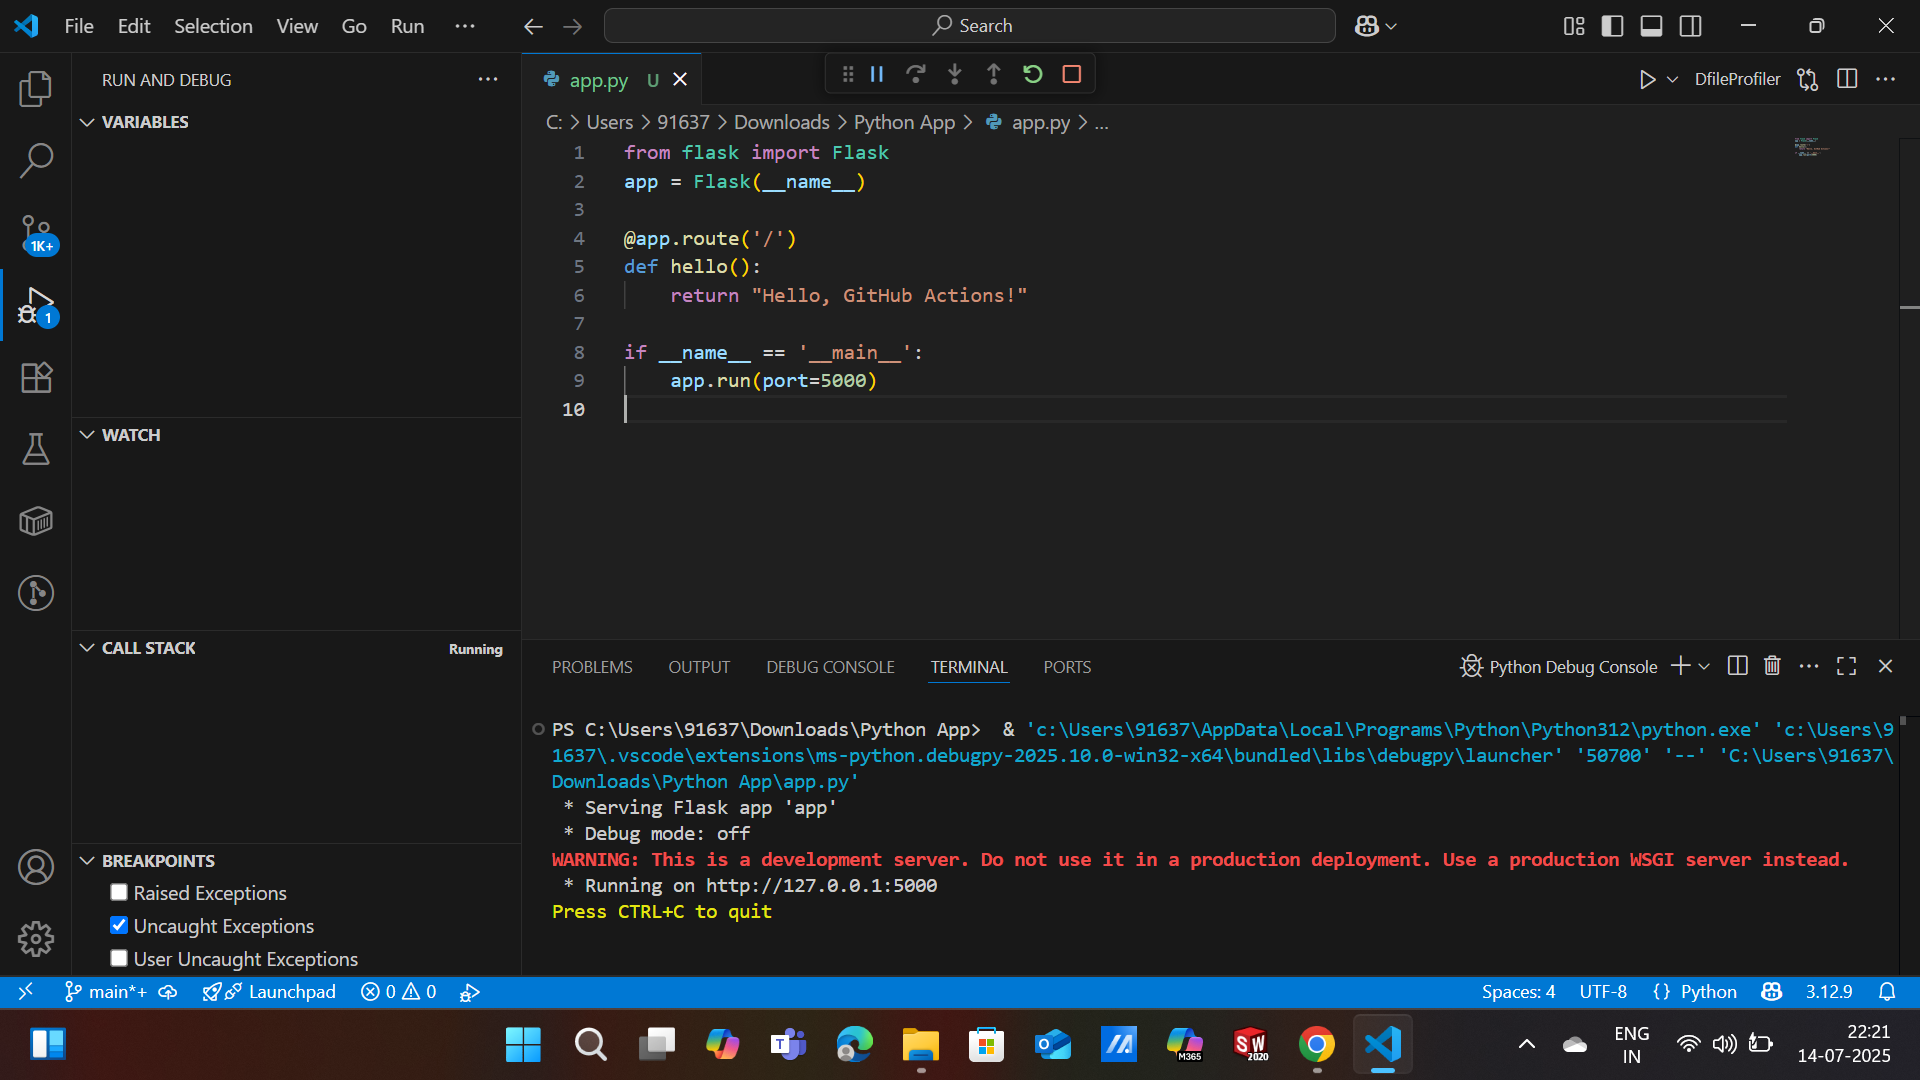 File Edit Selection View Go Run ···
Search
RUN AND DEBUG
VARIABLES
WATCH
CALL STACK
Running
BREAKPOINTS
Raised Exceptions
Uncaught Exceptions
User Uncaught Exceptions
1K+
1
app.py U
DfileProfiler
C: > Users > 91637 > Downloads > Python App > app.py > ...
1 from flask import Flask
2 app = Flask(__name__)
3
4 @app.route('/')
5 def hello():
6     return "Hello, GitHub Actions!"
7
8 if __name__ == '__main__':
9     app.run(port=5000)
10
PROBLEMS OUTPUT DEBUG CONSOLE TERMINAL PORTS
Python Debug Console
PS C:\Users\91637\Downloads\Python App>  & 'c:\Users\91637\AppData\Local\Programs\Python\Python312\python.exe' 'c:\Users\9
1637\.vscode\extensions\ms-python.debugpy-2025.10.0-win32-x64\bundled\libs\debugpy\launcher' '50700' '--' 'C:\Users\91637\
Downloads\Python App\app.py'
* Serving Flask app 'app'
* Debug mode: off
WARNING: This is a development server. Do not use it in a production deployment. Use a production WSGI server instead.
* Running on http://127.0.0.1:5000
Press CTRL+C to quit
main*+ Launchpad 0 0
Spaces: 4 UTF-8 {} Python 3.12.9
T
M365
SW
2020
ENG
IN
22:21
14-07-2025